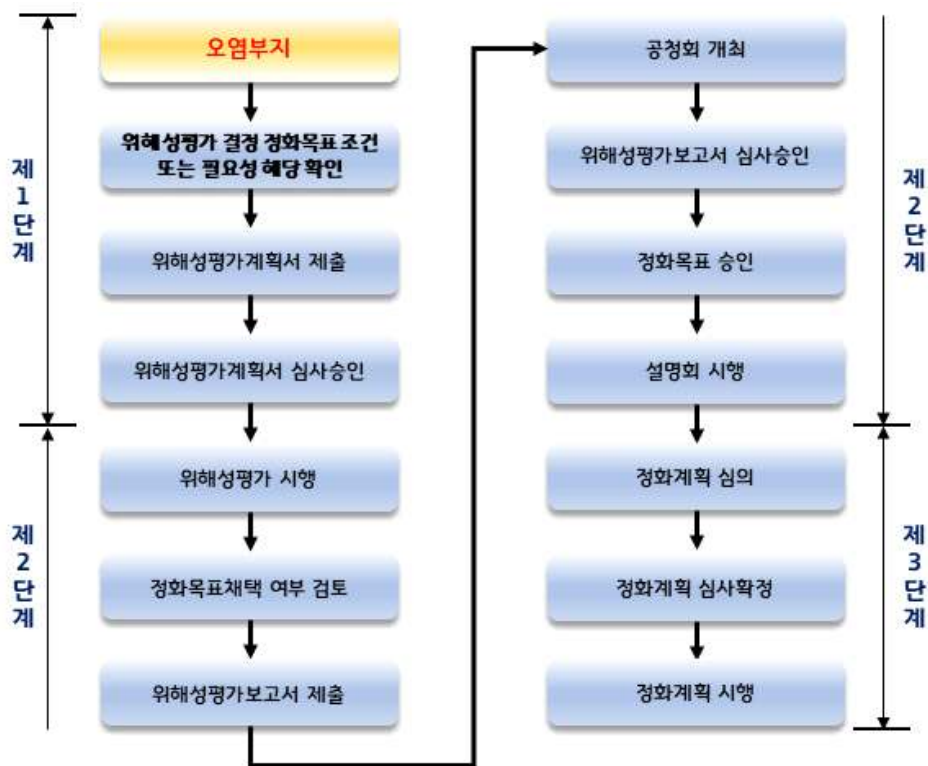 제1단계
오염부지
위해성평가 결정 정화목표 조건
또는 필요성 해당 확인
위해성평가계획서 제출
위해성평가계획서 심사승인
제2단계
위해성평가 시행
정화목표채택 여부 검토
위해성평가보고서 제출
공청회 개최
위해성평가보고서 심사승인
정화목표 승인
설명회 시행
제2단계
정화계획 심의
정화계획 심사확정
정화계획 시행
제3단계